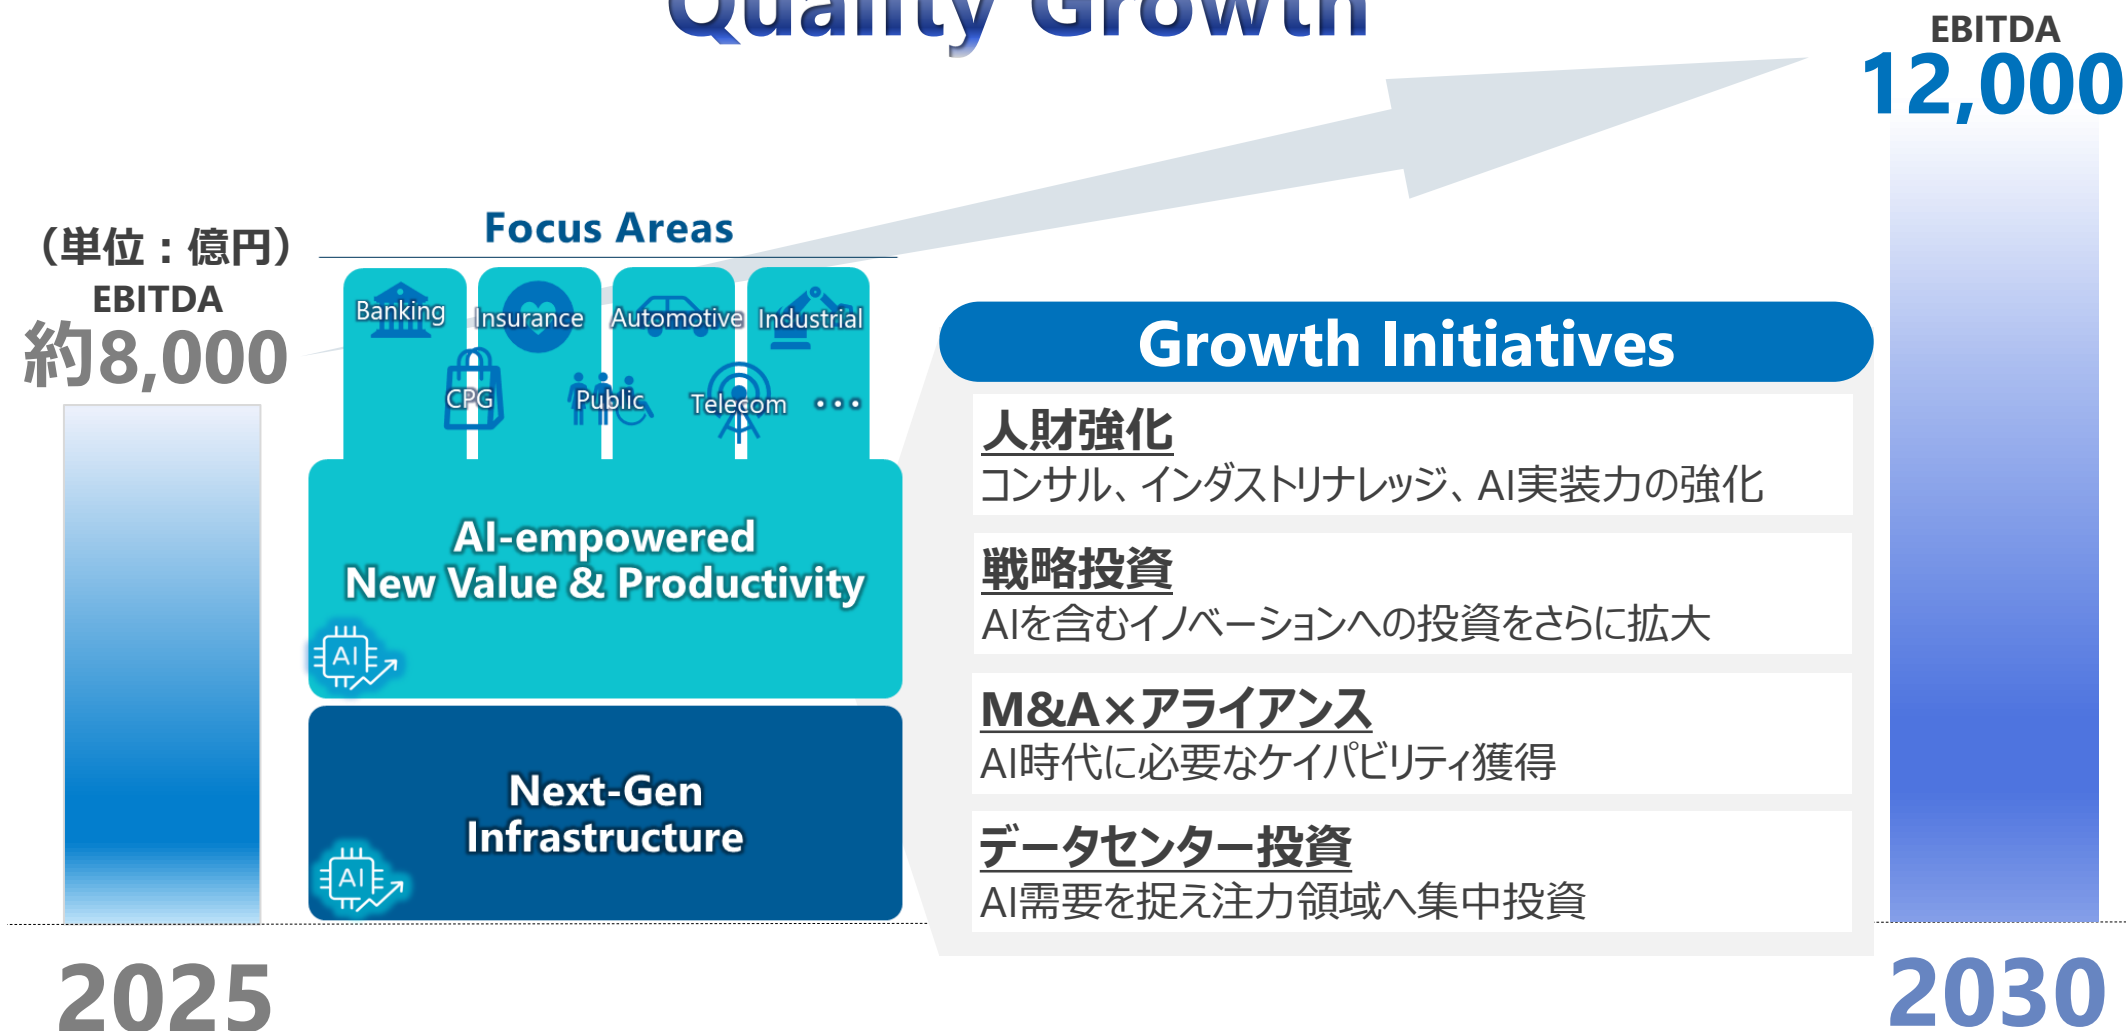 Quality Growth
EBITDA
12,000
（単位：億円）
EBITDA
約8,000
Focus Areas
Banking
Insurance
Automotive
Industrial
CPG
Public
Telecom
・・・
AI-empowered
New Value & Productivity
AI
Next-Gen
Infrastructure
AI
Growth Initiatives
人財強化
コンサル、インダストリナレッジ、AI実装力の強化
戦略投資
AIを含むイノベーションへの投資をさらに拡大
M&A×アライアンス
AI時代に必要なケイパビリティ獲得
データセンター投資
AI需要を捉え注力領域へ集中投資
2025
2030